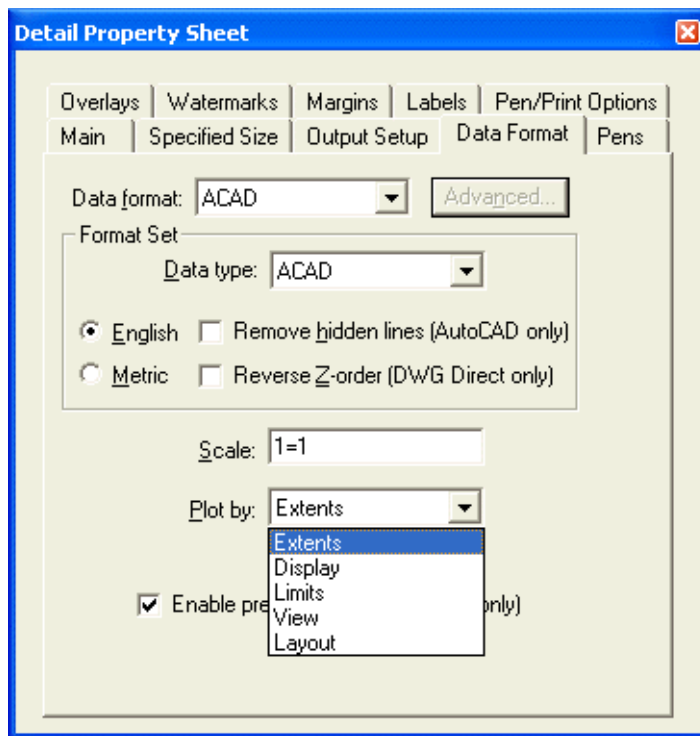 Detail Property Sheet
Overlays Watermarks Margins Labels Pen/Print Options
Main Specified Size Output Setup Data Format Pens
Data format: ACAD Advanced...
Format Set
Data type: ACAD
English Remove hidden lines (AutoCAD only)
Metric Reverse Z-order (DWG Direct only)
Scale: 1=1
Plot by: Extents
Extents
Display
Limits
Enable only)
View
Layout